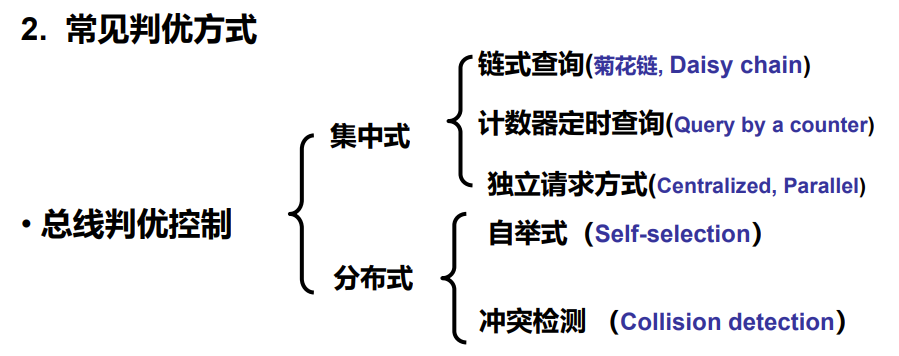 2. 常见判优方式
• 总线判优控制
集中式
链式查询(菊花链, Daisy chain)
计数器定时查询(Query by a counter)
独立请求方式(Centralized, Parallel)
分布式
自举式（Self-selection）
冲突检测 （Collision detection）